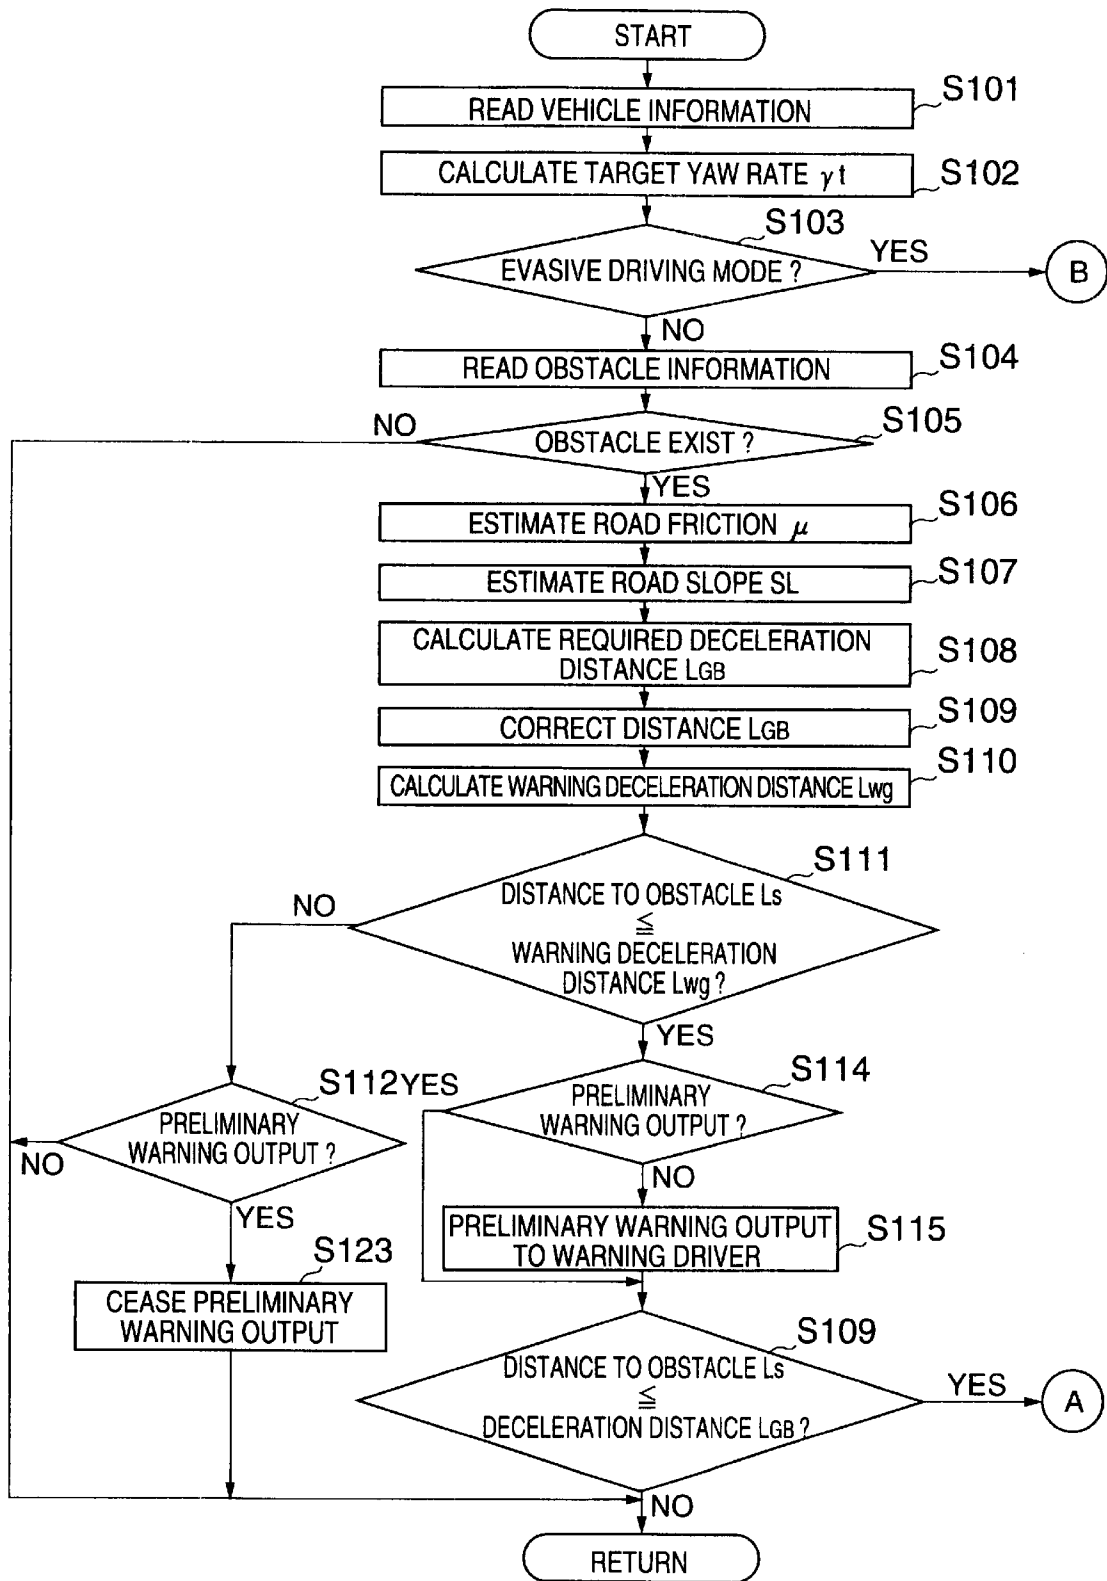 START
READ VEHICLE INFORMATION
S101
CALCULATE TARGET YAW RATE γt
S102
S103
EVASIVE DRIVING MODE ?
YES
B
NO
READ OBSTACLE INFORMATION
S104
NO
OBSTACLE EXIST ?
S105
YES
ESTIMATE ROAD FRICTION μ
S106
ESTIMATE ROAD SLOPE SL
S107
CALCULATE REQUIRED DECELERATION
DISTANCE LGB
S108
CORRECT DISTANCE LGB
S109
S110
CALCULATE WARNING DECELERATION DISTANCE Lwg
S111
DISTANCE TO OBSTACLE Ls
≦
WARNING DECELERATION
DISTANCE Lwg ?
NO
YES
S112
PRELIMINARY
WARNING OUTPUT ?
NO
YES
YES
S114
PRELIMINARY
WARNING OUTPUT ?
NO
PRELIMINARY WARNING OUTPUT
TO WARNING DRIVER
S115
S123
CEASE PRELIMINARY
WARNING OUTPUT
S109
DISTANCE TO OBSTACLE Ls
≦
DECELERATION DISTANCE LGB ?
YES
A
NO
RETURN